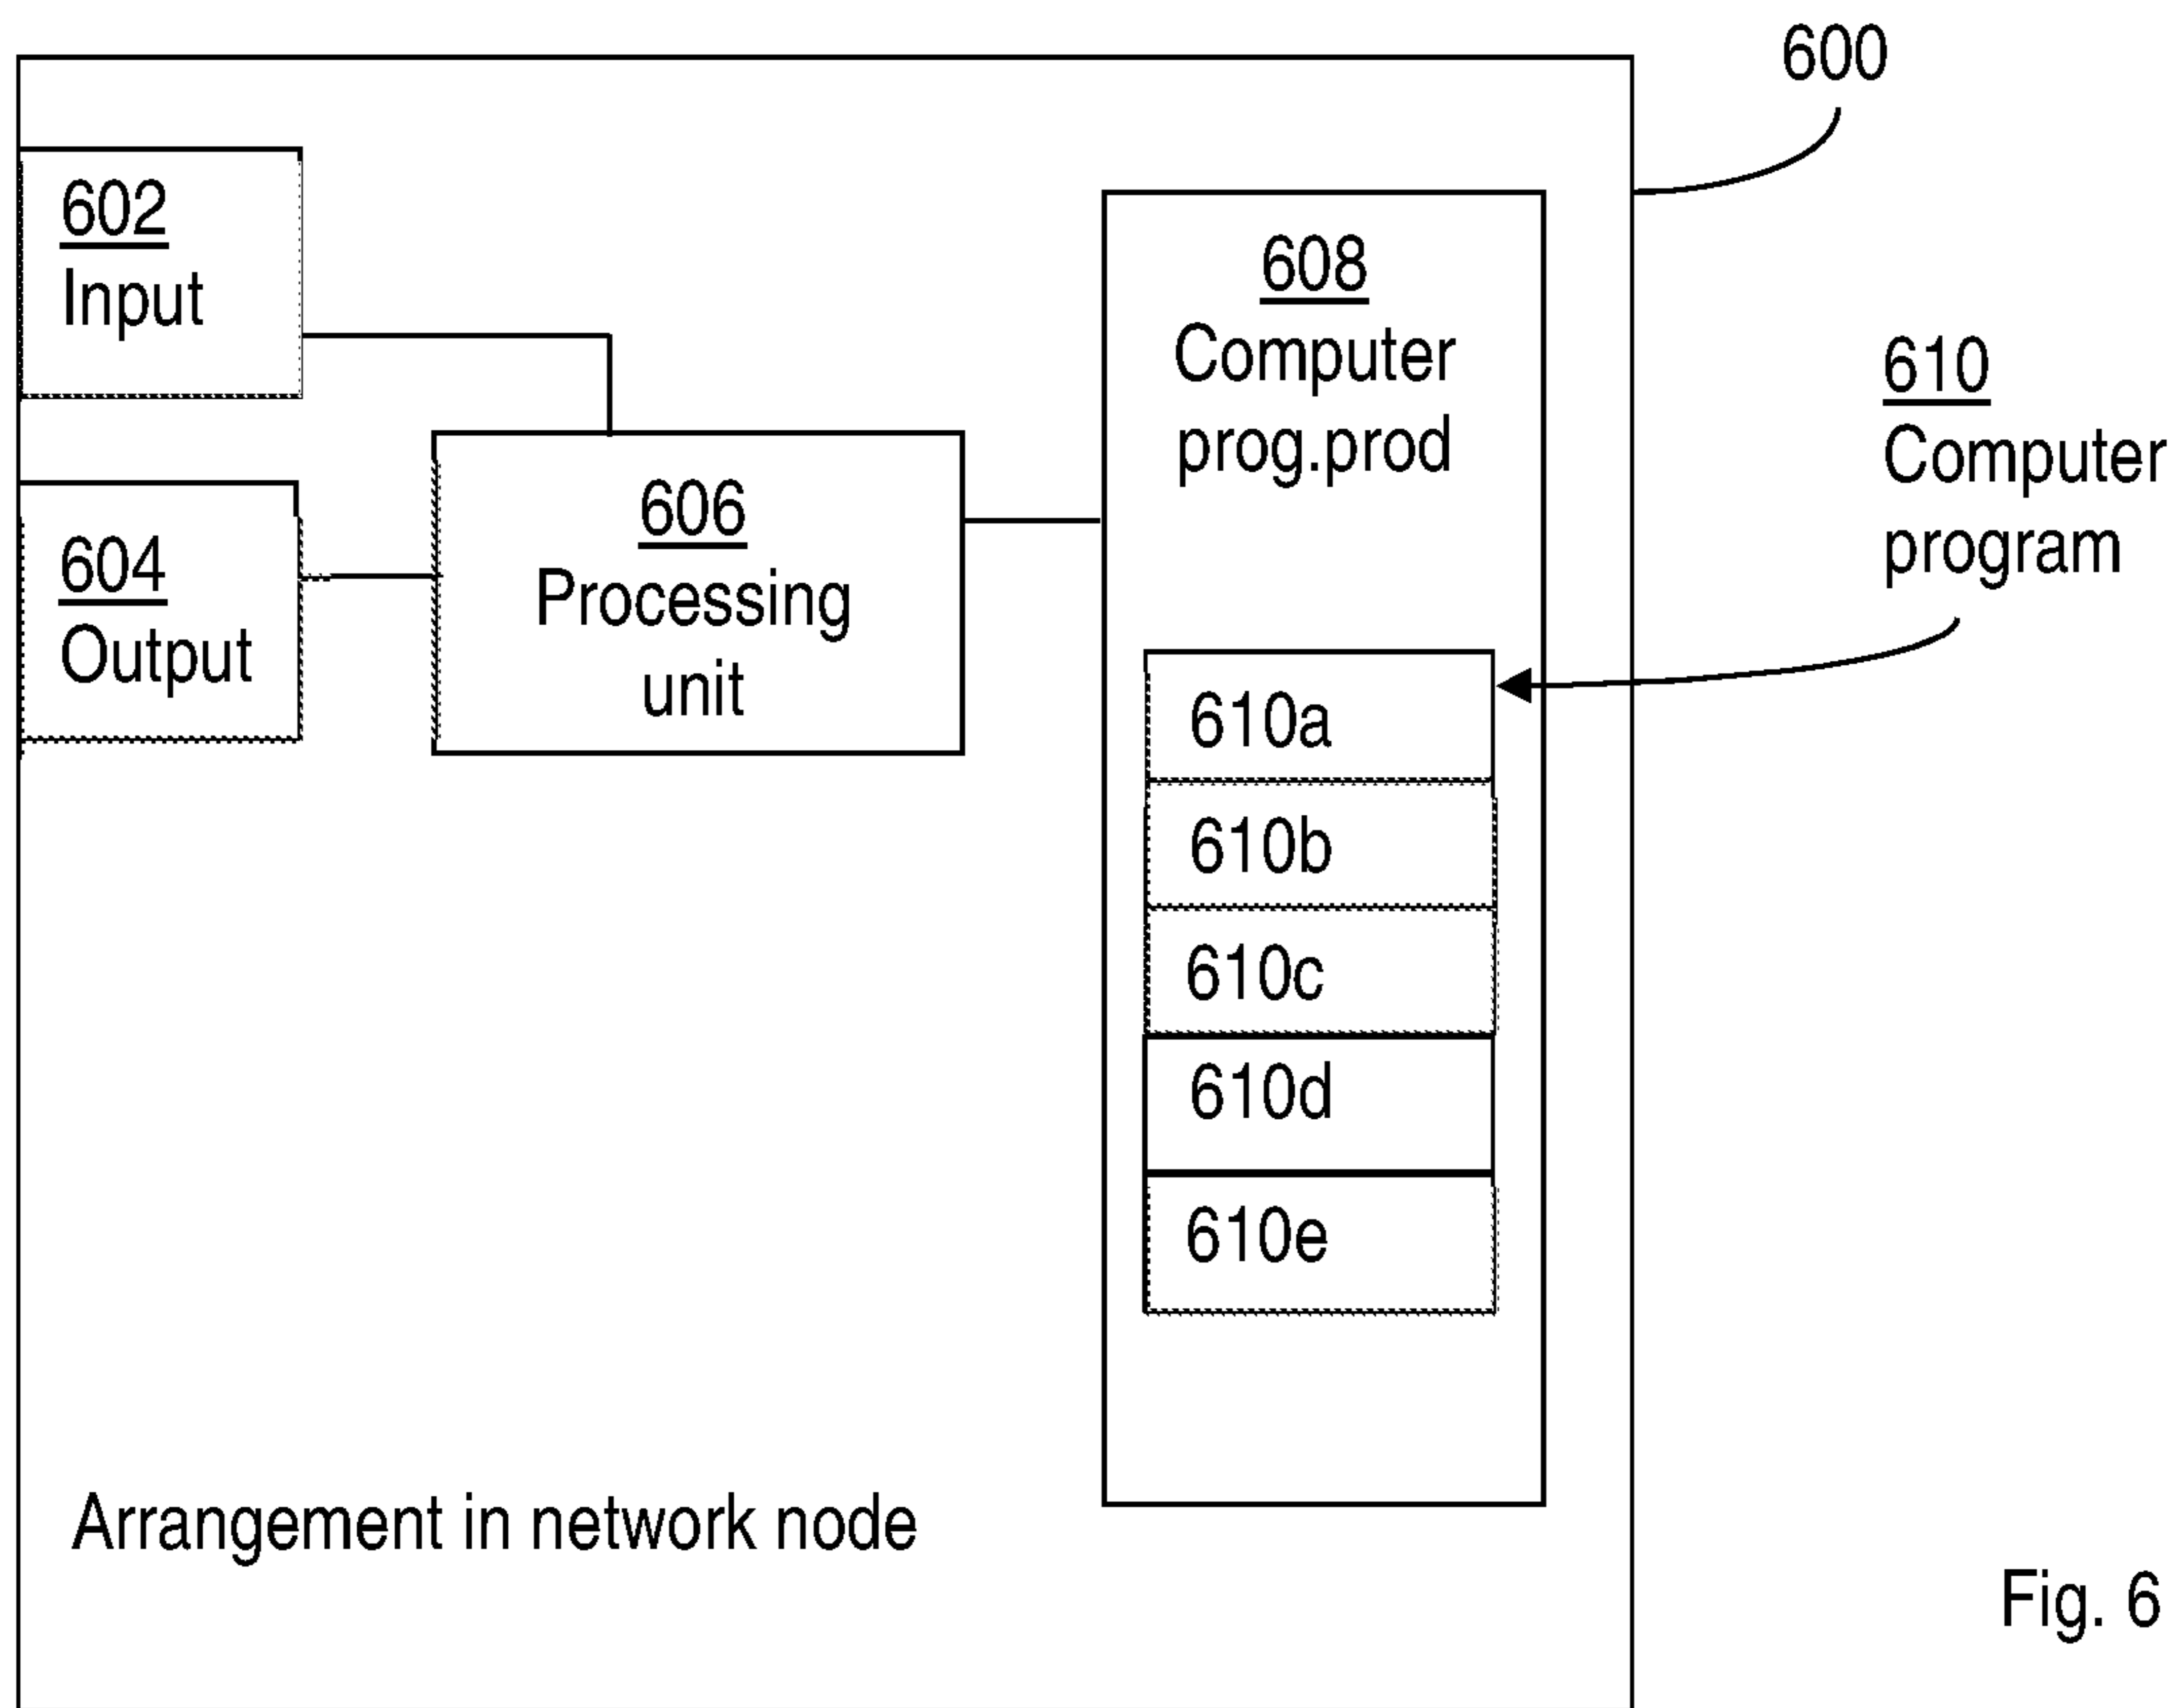 600
602
Input
604
Output
606
Processing
unit
608
Computer
prog.prod
610
Computer
program
610a
610b
610c
610d
610e
Arrangement in network node
Fig. 6